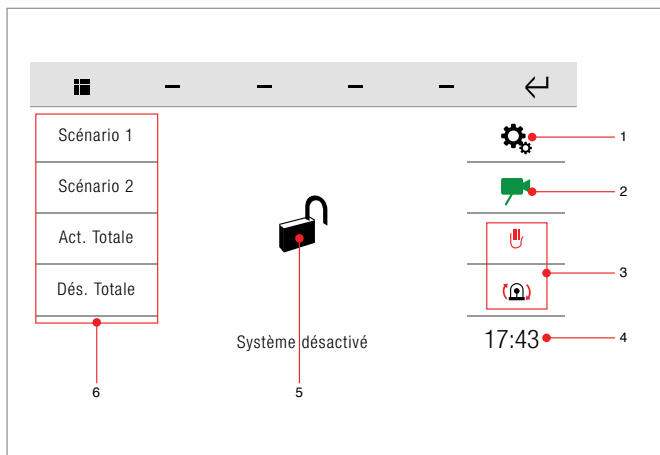 Scénario 1
Scénario 2
Act. Totale
Dés. Totale
Système désactivé
17:43
1
2
3
4
5
6